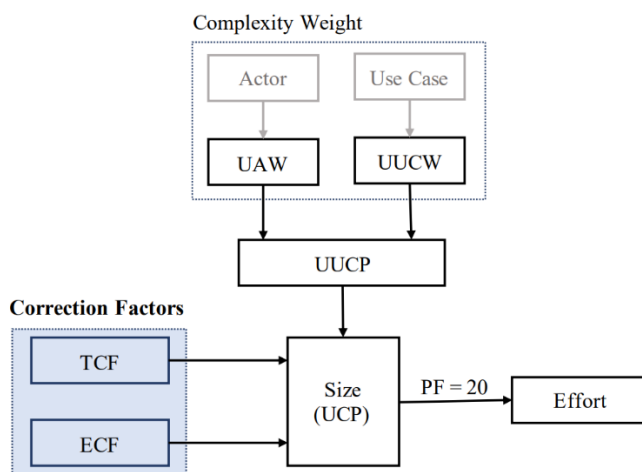 Complexity Weight
Actor
Use Case
UAW
UUCW
UUCP
Correction Factors
TCF
ECF
Size
(UCP)
PF = 20
Effort